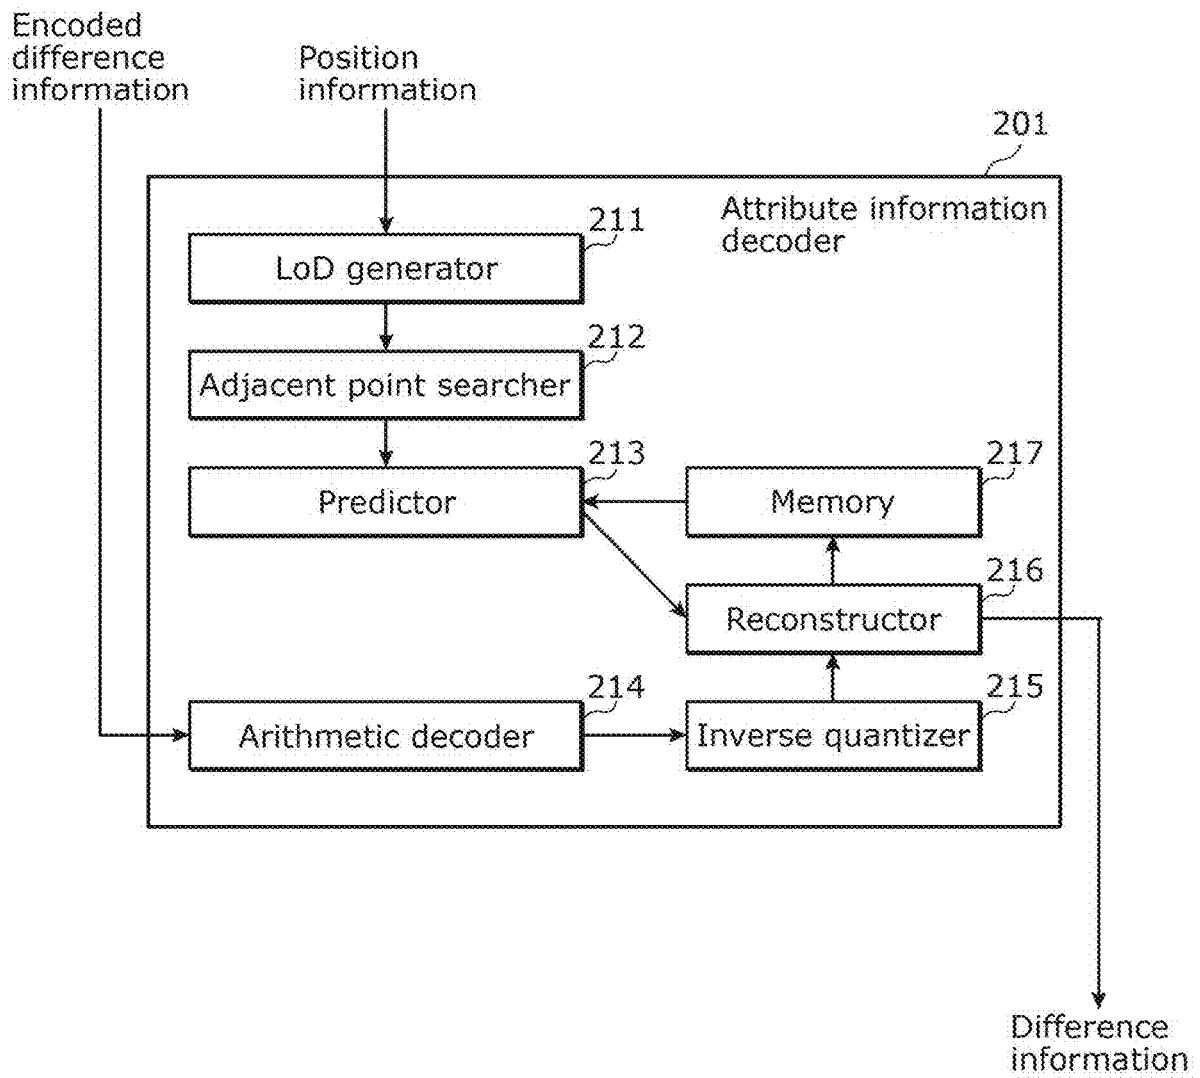 Encoded
difference
information
Position
information
201
Attribute information
decoder
211
LoD generator
212
Adjacent point searcher
213
Predictor
217
Memory
216
Reconstructor
214
Arithmetic decoder
215
Inverse quantizer
Difference
information